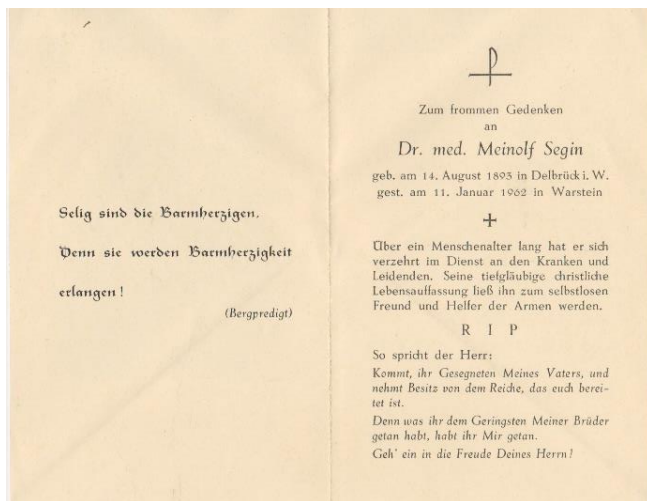 Selig sind die Barmherzigen.
Denn sie werden Barmherzigkeit
erlangen!
(Bergpredigt)
Zum frommen Gedenken
an
Dr. med. Meinolf Segin
geb. am 14. August 1893 in Delbrück i. W.
gest. am 11. Januar 1962 in Warstein
Über ein Menschenalter lang hat er sich
verzehrt im Dienst an den Kranken und
Leidenden. Seine tiefgläubige christliche
Lebensauffassung ließ ihn zum selbstlosen
Freund und Helfer der Armen werden.
R I P
So spricht der Herr:
Kommt, ihr Gesegneten Meines Vaters, und
nehmt Besitz von dem Reiche, das euch berei-
tet ist.
Denn was ihr dem Geringsten Meiner Brüder
getan habt, habt ihr Mir getan.
Geh' ein in die Freude Deines Herrn!